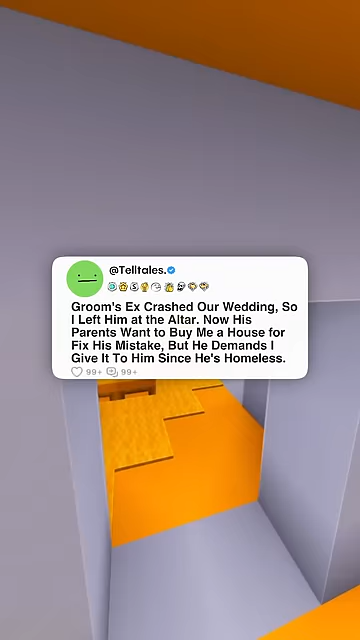 @Telltales.
Groom's Ex Crashed Our Wedding, So
I Left Him at the Altar. Now His
Parents Want to Buy Me a House for
Fix His Mistake, But He Demands I
Give It To Him Since He's Homeless.
99+ 99+